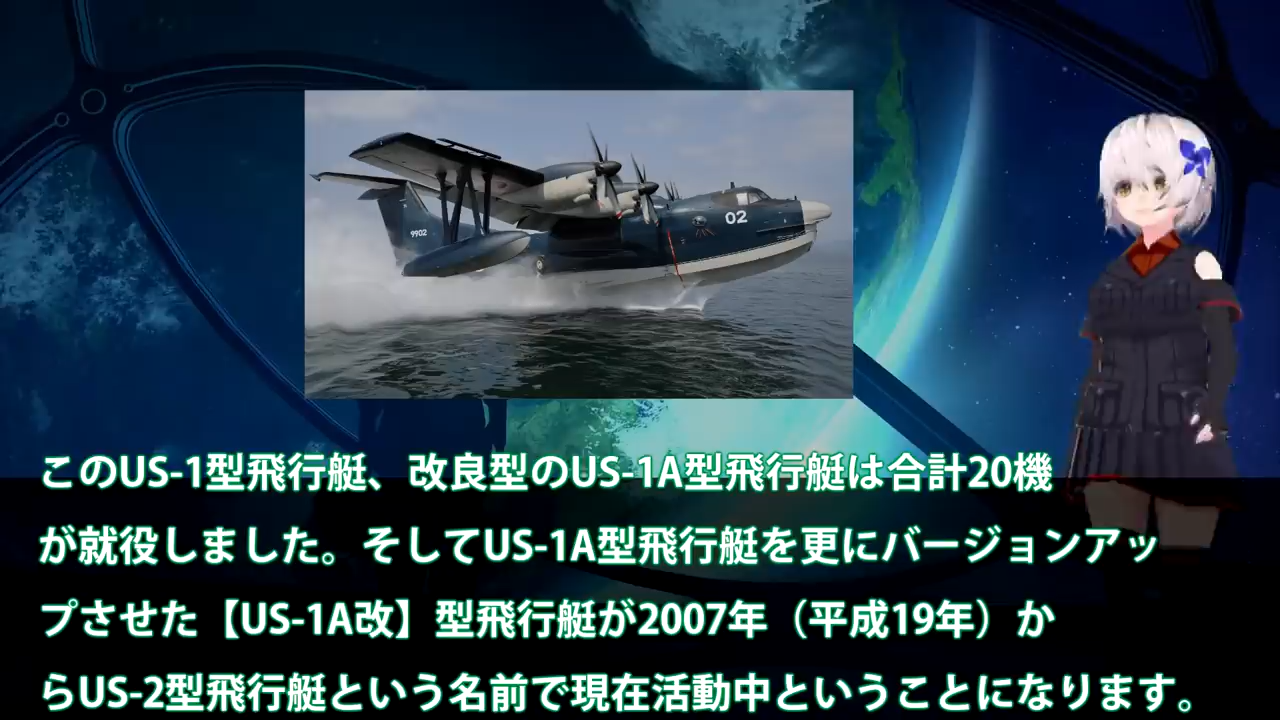 02
9902
このUS-1型飛行艇、改良型のUS-1A型飛行艇は合計20機
が就役しました。そしてUS-1A型飛行艇を更にバージョンアッ
プさせた【US-1A改】型飛行艇が2007年（平成19年）か
らUS-2型飛行艇という名前で現在活動中ということになります。